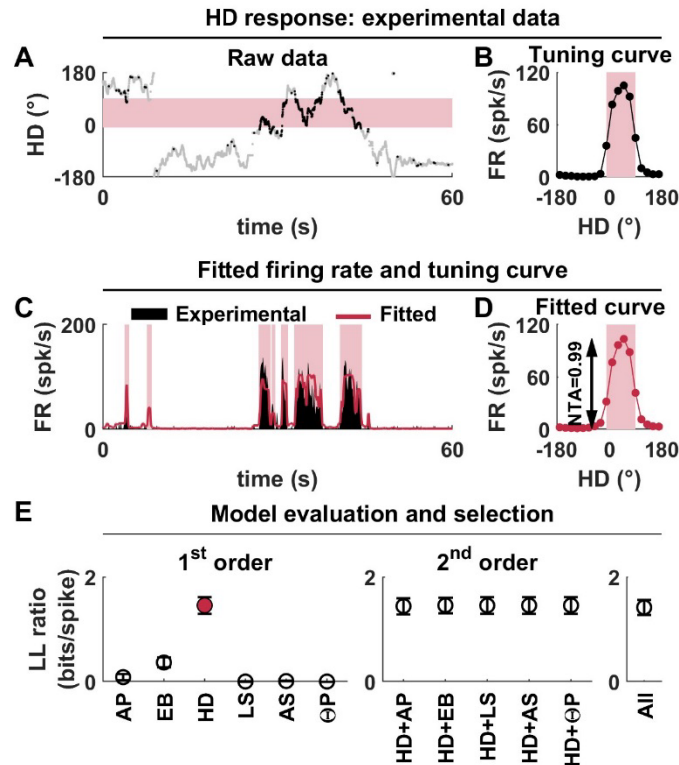 HD response: experimental data
A
Raw data
HD (°)
180
0
-180
0
60
time (s)
B
Tuning curve
FR (spk/s)
120
60
0
-180
0
180
HD (°)
Fitted firing rate and tuning curve
C
Experimental
Fitted
FR (spk/s)
200
100
0
0
60
time (s)
D
Fitted curve
FR (spk/s)
120
60
0
NTA=0.99
-180
0
180
HD (°)
E
Model evaluation and selection
1st order
LL ratio
(bits/spike)
2
0
AP
EB
HD
LS
AS
ΘP
2nd order
2
0
HD+AP
HD+EB
HD+LS
HD+AS
HD+ΘP
2
0
All